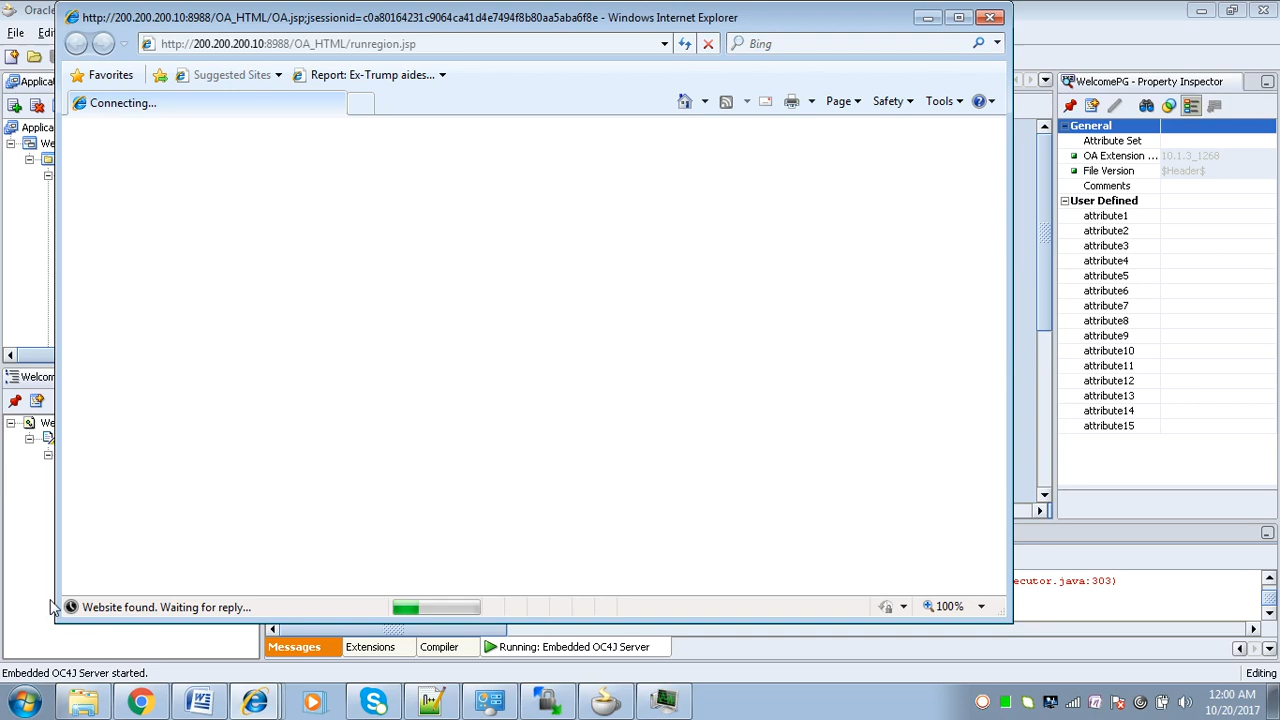 Oracle
http://200.200.200.10:8988/OA_HTML/OA.jsp;jsessionid=c0a80164231c9064ca41d4e7494f8b80aa5aba6f8e - Windows Internet Explorer
File
http://200.200.200.10:8988/OA_HTML/runregion.jsp
Bing
Favorites
Suggested Sites
Report: Ex-Trump aides...
Connecting...
Page
Safety
Tools
WelcomePG - Property Inspector
General
Attribute Set
OA Extension ... 10.1.3_1268
File Version $Header$
Comments
User Defined
attribute1
attribute2
attribute3
attribute4
attribute5
attribute6
attribute7
attribute8
attribute9
attribute10
attribute11
attribute12
attribute13
attribute14
attribute15
Website found. Waiting for reply...
100%
ecutor.java:303)
Messages
Extensions
Compiler
Running: Embedded OC4J Server
Embedded OC4J Server started.
Editing
12:00 AM
10/20/2017